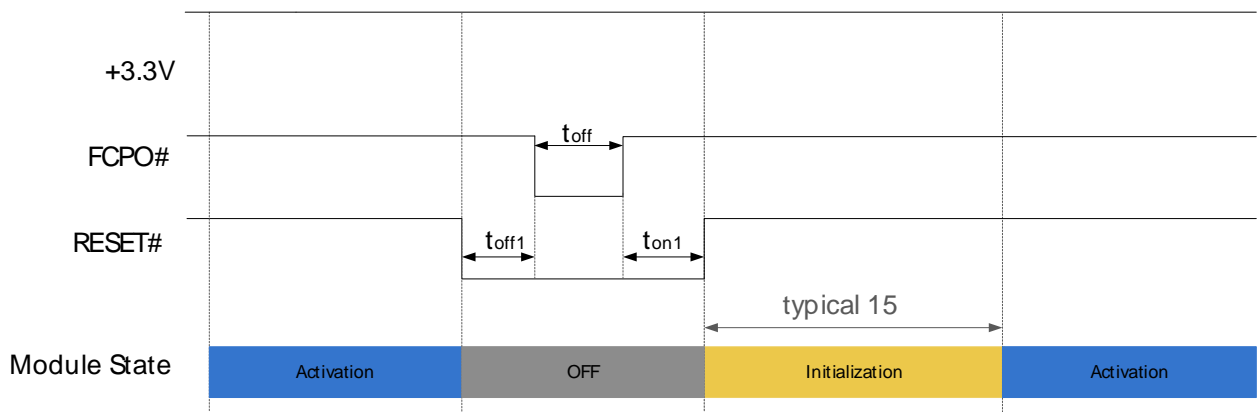 +3.3V
toff
FCPO#
RESET#
toff1
ton1
typical 15
Module State
Activation
OFF
Initialization
Activation